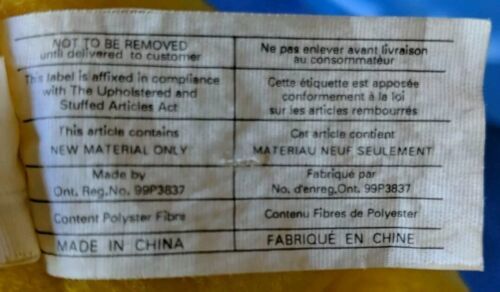 NOT TO BE REMOVED
until delivered to customer
This label is affixed in compliance
with The Upholstered and
Stuffed Articles Act
This article contains
NEW MATERIAL ONLY
Made by
Ont. Reg.No. 99P3837
Content Polyster Fibre
MADE IN CHINA
Ne pas enlever avant livraison
au consommateur
Cette étiquette est apposée
conformement à la loi
sur les articles rembourrés
Cet article contient
MATERIAU NEUF SEULEMENT
Fabriqué par
No. d'enreg.Ont. 99P3837
Contenu Fibres de Polyester
FABRIQUÉ EN CHINE